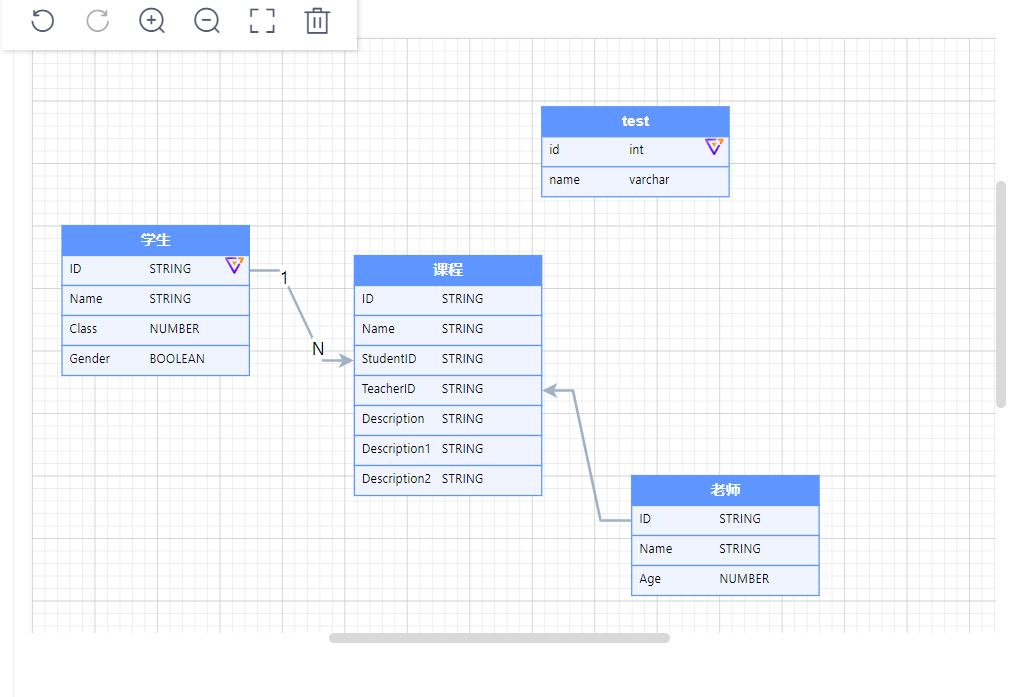 test
id int
name varchar
学生
ID STRING
Name STRING
Class NUMBER
Gender BOOLEAN
1
N
课程
ID STRING
Name STRING
StudentID STRING
TeacherID STRING
Description STRING
Description1 STRING
Description2 STRING
老师
ID STRING
Name STRING
Age NUMBER